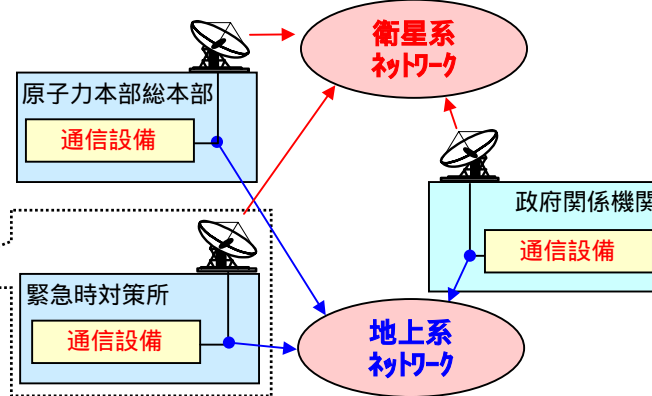 衛星系
ネットワーク
原子力本部総本部
通信設備
政府関係機関
通信設備
緊急時対策所
通信設備
地上系
ネットワーク